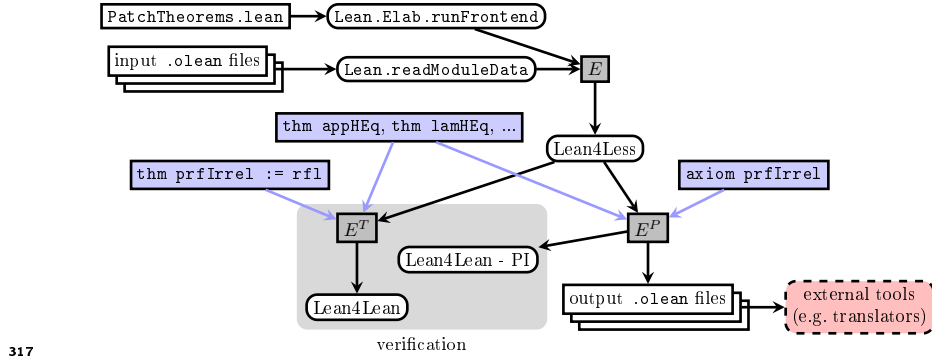 PatchTheorems.lean
Lean.Elab.runFrontend
input .olean files
Lean.readModuleData
E
thm appHEq, thm lamHEq, ...
Lean4Less
thm prfIrrel := rfl
axiom prfIrrel
E^T
E^P
Lean4Lean - PI
Lean4Lean
output .olean files
external tools
(e.g. translators)
verification
317